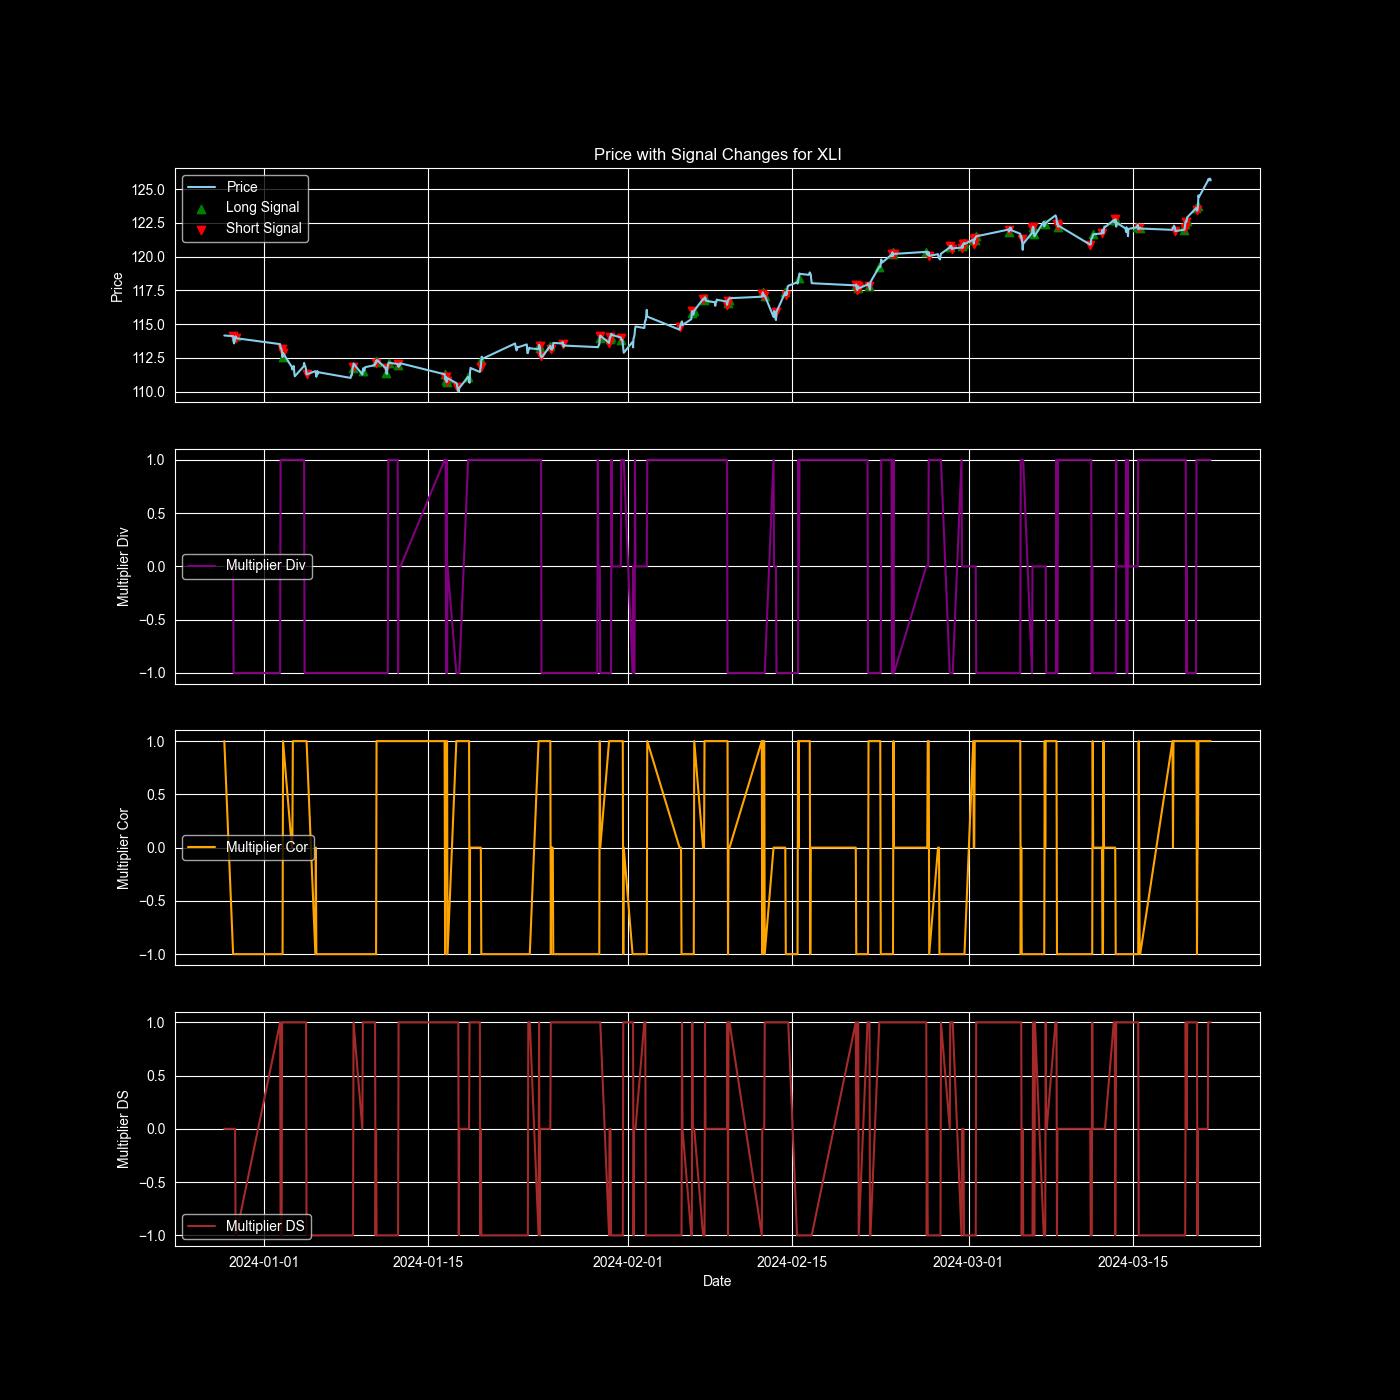 Price with Signal Changes for XLI
Price
125.0
122.5
120.0
117.5
115.0
112.5
110.0
Price
Long Signal
Short Signal
Multiplier Div
1.0
0.5
0.0
−0.5
−1.0
Multiplier Div
Multiplier Cor
1.0
0.5
0.0
−0.5
−1.0
Multiplier Cor
Multiplier DS
1.0
0.5
0.0
−0.5
−1.0
Multiplier DS
2024-01-01 2024-01-15 2024-02-01 2024-02-15 2024-03-01 2024-03-15
Date